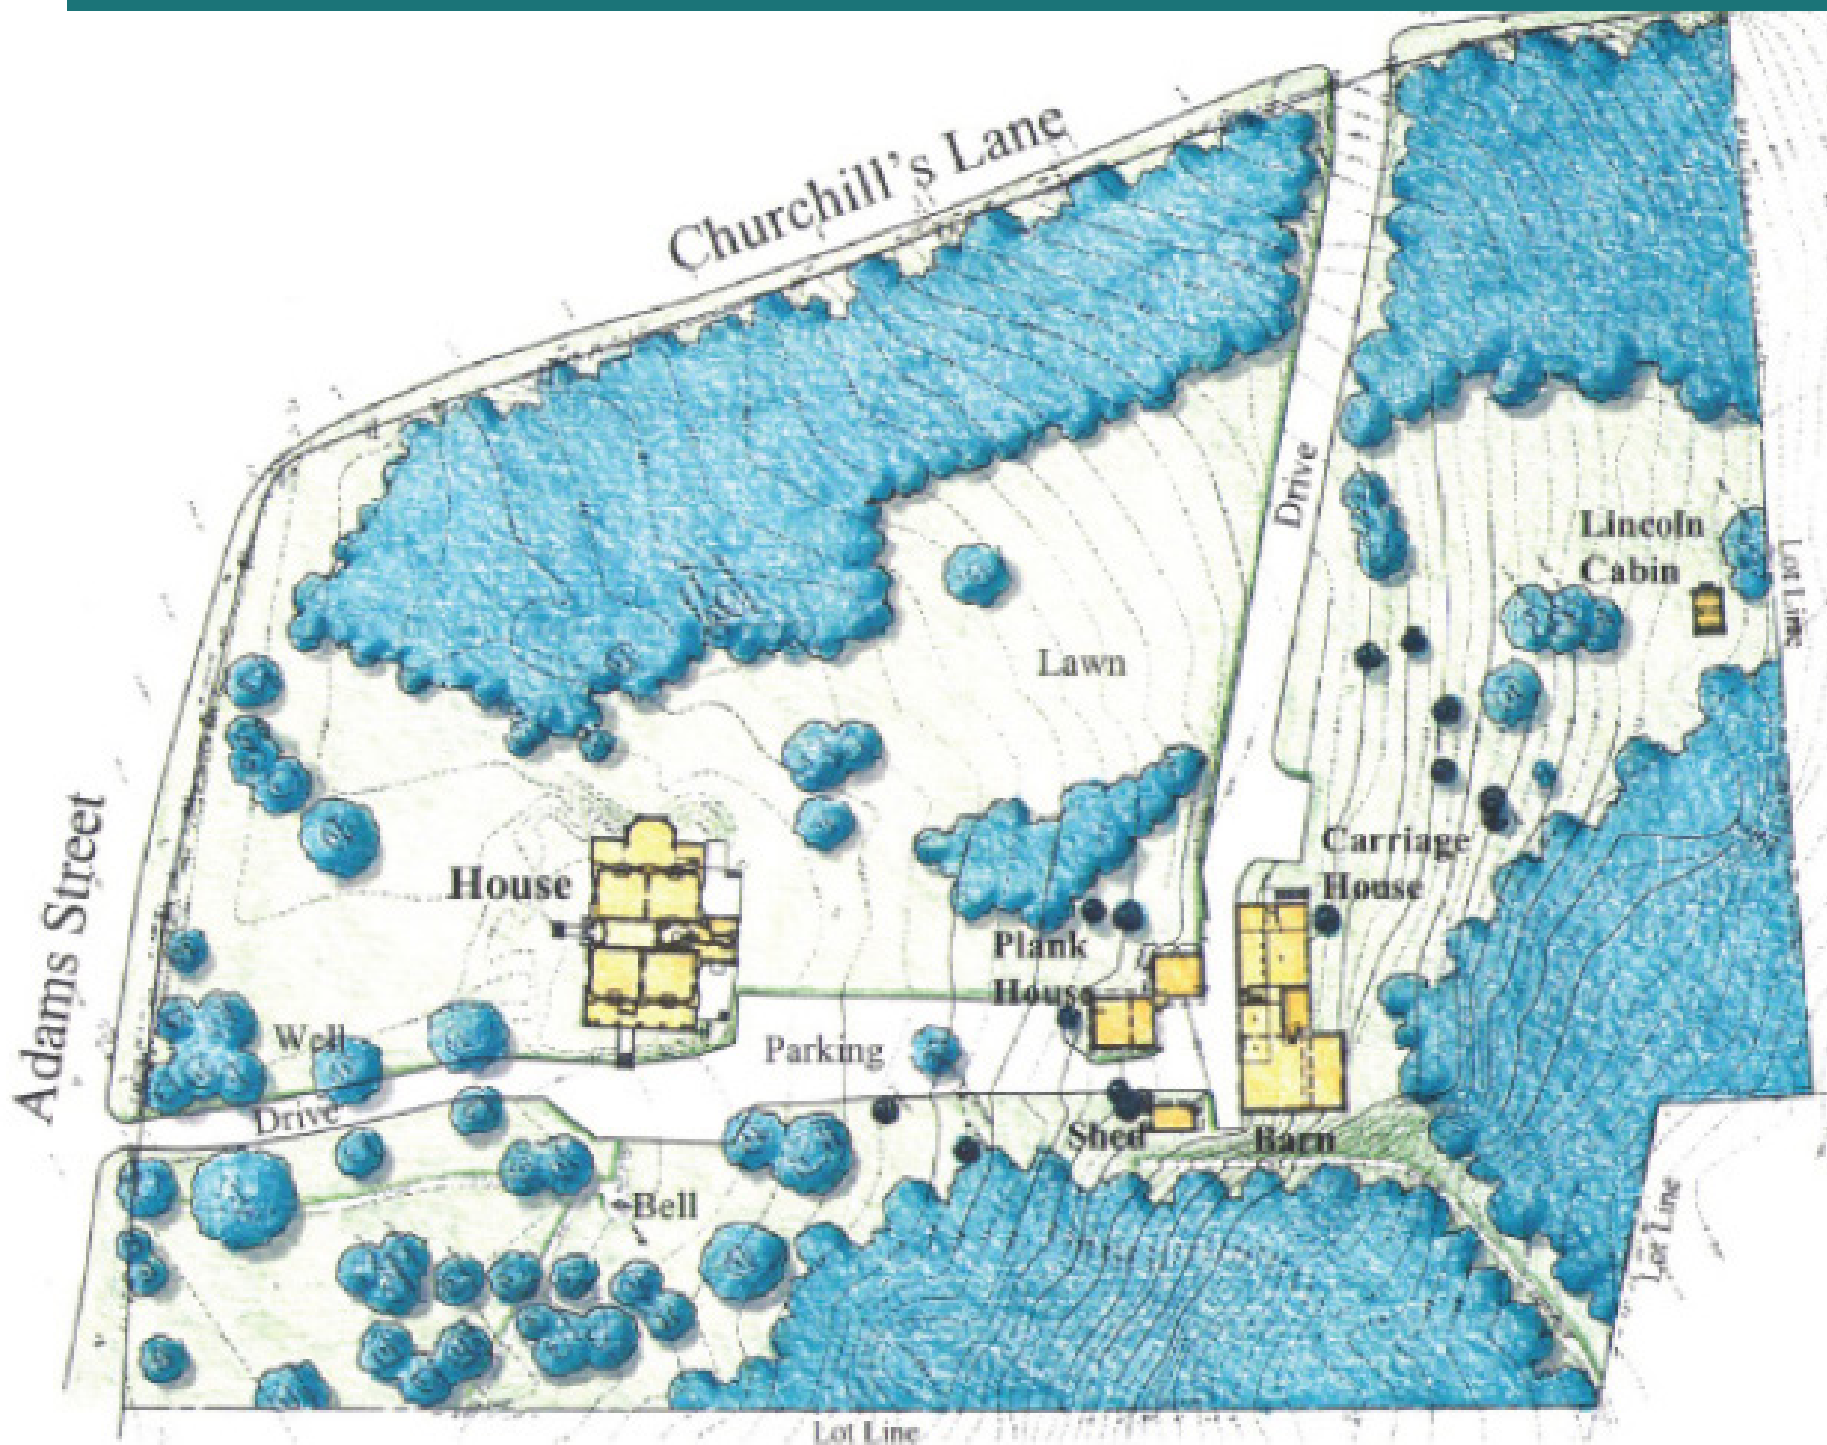 Churchill's Lane
Drive
Lincoln
Cabin
Lot Line
Lawn
Adams Street
House
Carriage
House
Plank
House
Well
Parking
Drive
Shed
Barn
Bell
Lot Line
Lot Line